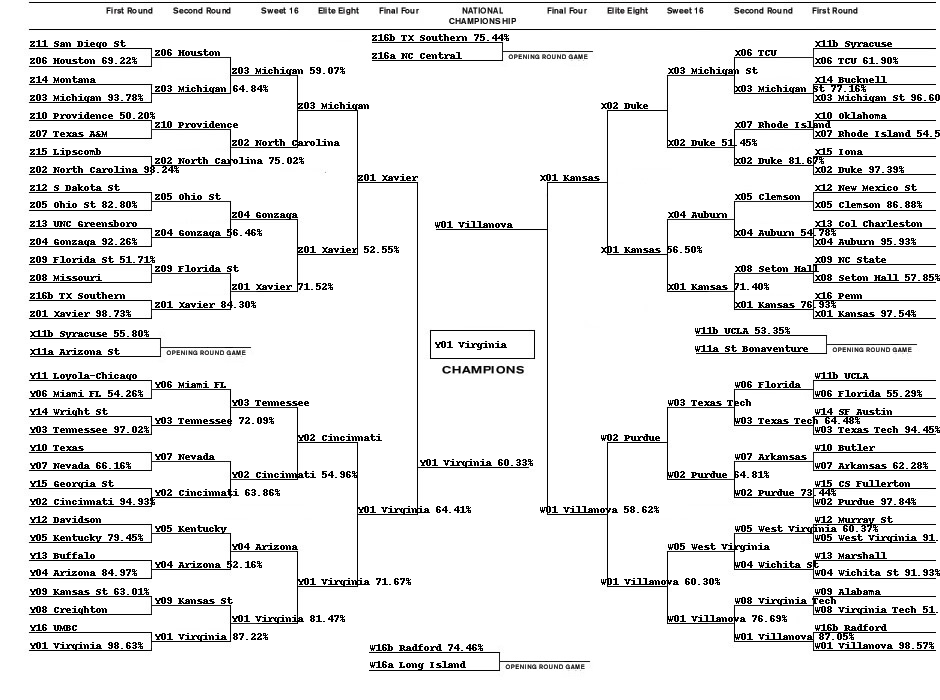 First Round Second Round Sweet 16 Elite Eight Final Four NATIONAL CHAMPIONSHIP Final Four Elite Eight Sweet 16 Second Round First Round
Z16b TX Southern 75.44%
Z16a NC Central
OPENING ROUND GAME
Z11 San Diego St
Z06 Houston
Z06 Houston 69.22%
Z03 Michigan 59.07%
Z14 Montana
Z03 Michigan 64.84%
Z03 Michigan 93.78%
Z03 Michigan
Z10 Providence 50.20%
Z10 Providence
Z07 Texas A&M
Z02 North Carolina
Z15 Lipscomb
Z02 North Carolina 75.02%
Z02 North Carolina 98.24%
Z01 Xavier
Z12 S Dakota St
Z05 Ohio St
Z05 Ohio St 82.80%
Z04 Gonzaga
Z13 UNC Greensboro
Z04 Gonzaga 56.46%
Z04 Gonzaga 92.26%
Z01 Xavier 52.55%
Z09 Florida St 51.71%
Z09 Florida St
Z08 Missouri
Z01 Xavier 71.52%
Z16b TX Southern
Z01 Xavier 84.30%
Z01 Xavier 98.73%
X11b Syracuse 55.80%
X11a Arizona St
OPENING ROUND GAME
Y11 Loyola-Chicago
Y06 Miami FL
Y06 Miami FL 54.26%
Y03 Tennessee
Y14 Wright St
Y03 Tennessee 72.09%
Y03 Tennessee 97.02%
Y02 Cincinnati
Y10 Texas
Y07 Nevada
Y07 Nevada 66.16%
Y02 Cincinnati 54.96%
Y15 Georgia St
Y02 Cincinnati 63.86%
Y02 Cincinnati 94.93%
Y01 Virginia 64.41%
Y12 Davidson
Y05 Kentucky
Y05 Kentucky 79.45%
Y04 Arizona
Y13 Buffalo
Y04 Arizona 52.16%
Y04 Arizona 84.97%
Y01 Virginia 71.67%
Y09 Kansas St 63.01%
Y09 Kansas St
Y08 Creighton
Y01 Virginia 81.47%
Y16 UMBC
Y01 Virginia 87.22%
Y01 Virginia 98.63%
W01 Villanova
Y01 Virginia
CHAMPIONS
Y01 Virginia 60.33%
W16b Radford 74.46%
W16a Long Island
OPENING ROUND GAME
X11b Syracuse
X06 TCU
X06 TCU 61.90%
X03 Michigan St
X14 Bucknell
X03 Michigan St 77.16%
X03 Michigan St 96.60
X02 Duke
X10 Oklahoma
X07 Rhode Island
X07 Rhode Island 54.5
X02 Duke 51.45%
X15 Iona
X02 Duke 81.67%
X02 Duke 97.39%
X01 Kansas
X12 New Mexico St
X05 Clemson
X05 Clemson 86.88%
X04 Auburn
X13 Col Charleston
X04 Auburn 54.78%
X04 Auburn 95.93%
X01 Kansas 56.50%
X09 NC State
X08 Seton Hall
X08 Seton Hall 57.85%
X01 Kansas 71.40%
X16 Penn
X01 Kansas 76.93%
X01 Kansas 97.54%
W11b UCLA 53.35%
W11a St Bonaventure
OPENING ROUND GAME
W11b UCLA
W06 Florida
W06 Florida 55.29%
W03 Texas Tech
W14 SF Austin
W03 Texas Tech 64.48%
W03 Texas Tech 94.45%
W02 Purdue
W10 Butler
W07 Arkansas
W07 Arkansas 62.28%
W02 Purdue 64.81%
W15 CS Fullerton
W02 Purdue 73.44%
W02 Purdue 97.84%
W01 Villanova 58.62%
W12 Murray St
W05 West Virginia 60.37%
W05 West Virginia 91.
W05 West Virginia
W13 Marshall
W04 Wichita St
W04 Wichita St 91.93%
W01 Villanova 60.30%
W09 Alabama
W08 Virginia Tech
W08 Virginia Tech 51.
W01 Villanova 76.69%
W16b Radford
W01 Villanova 87.05%
W01 Villanova 98.57%